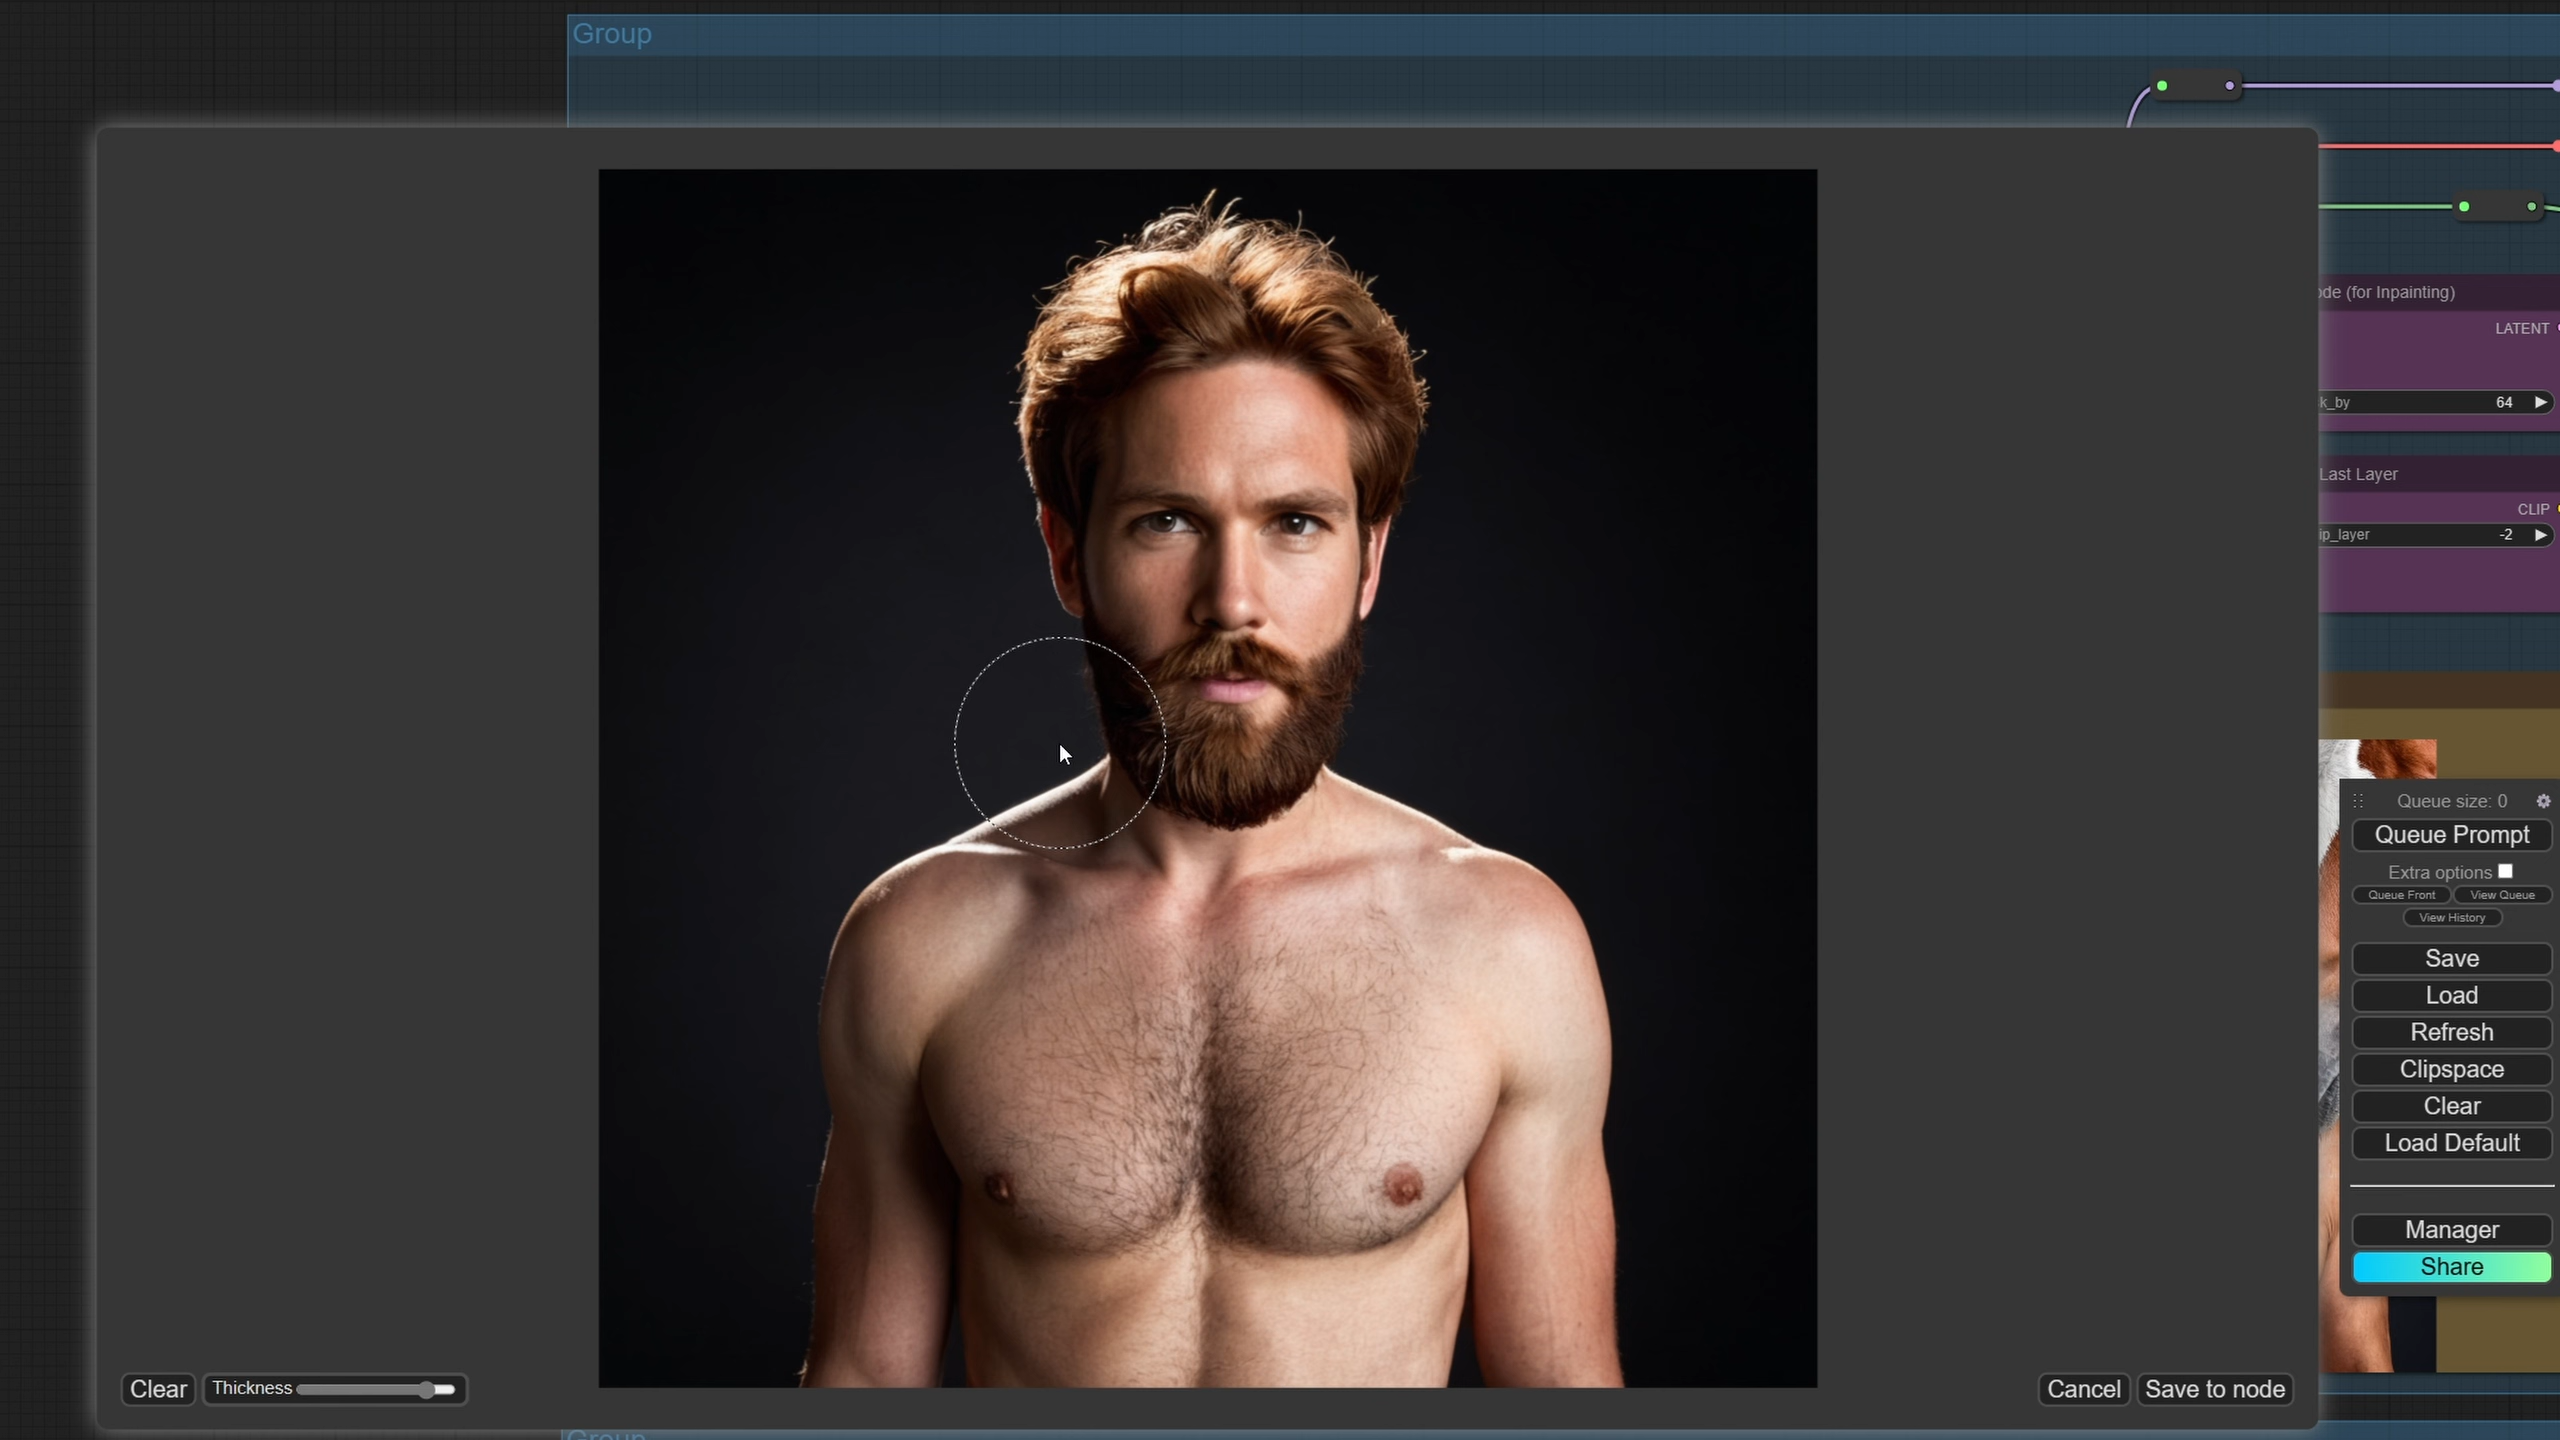 Group
ode (for Inpainting)
LATENT
k_by 64
Last Layer
CLIP
ip_layer -2
Queue size: 0
Queue Prompt
Extra options
Queue Front View Queue
View History
Save
Load
Refresh
Clipspace
Clear
Load Default
Manager
Share
Clear Thickness Cancel Save to node
Group